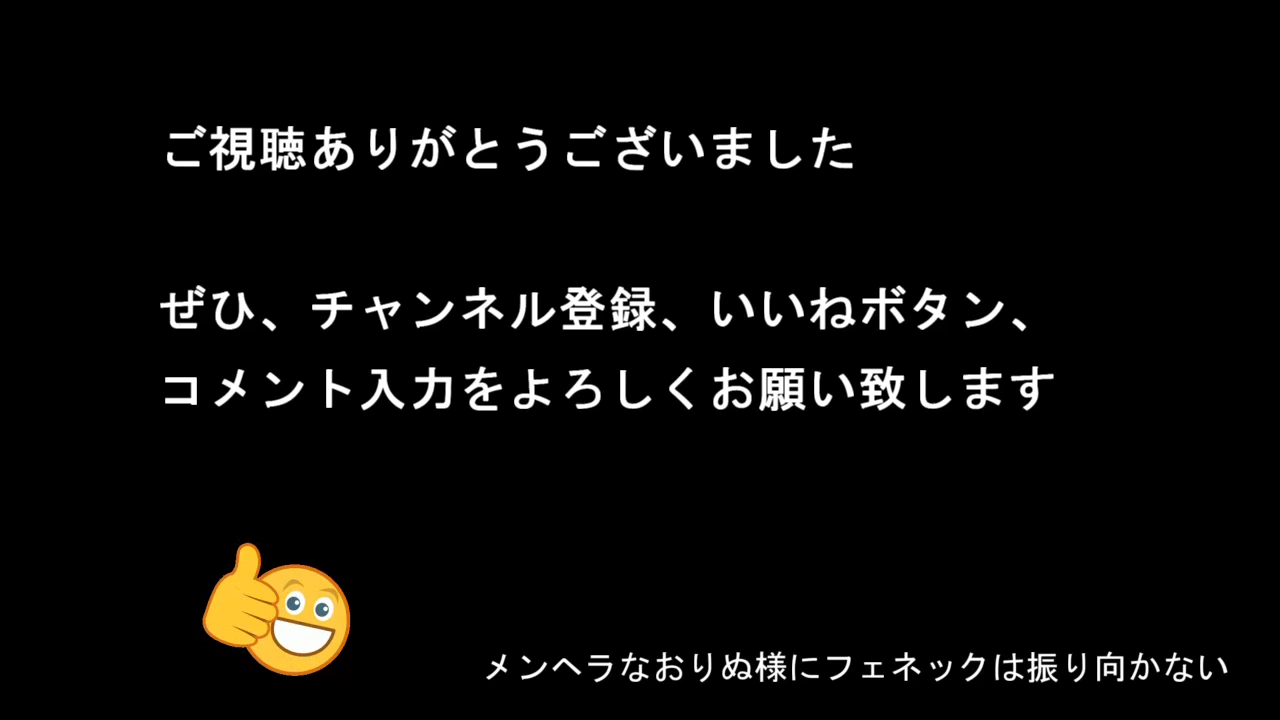 ご視聴ありがとうございました
ぜひ、チャンネル登録、いいねボタン、
コメント入力をよろしくお願い致します
メンヘラなおりぬ様にフェネックは振り向かない